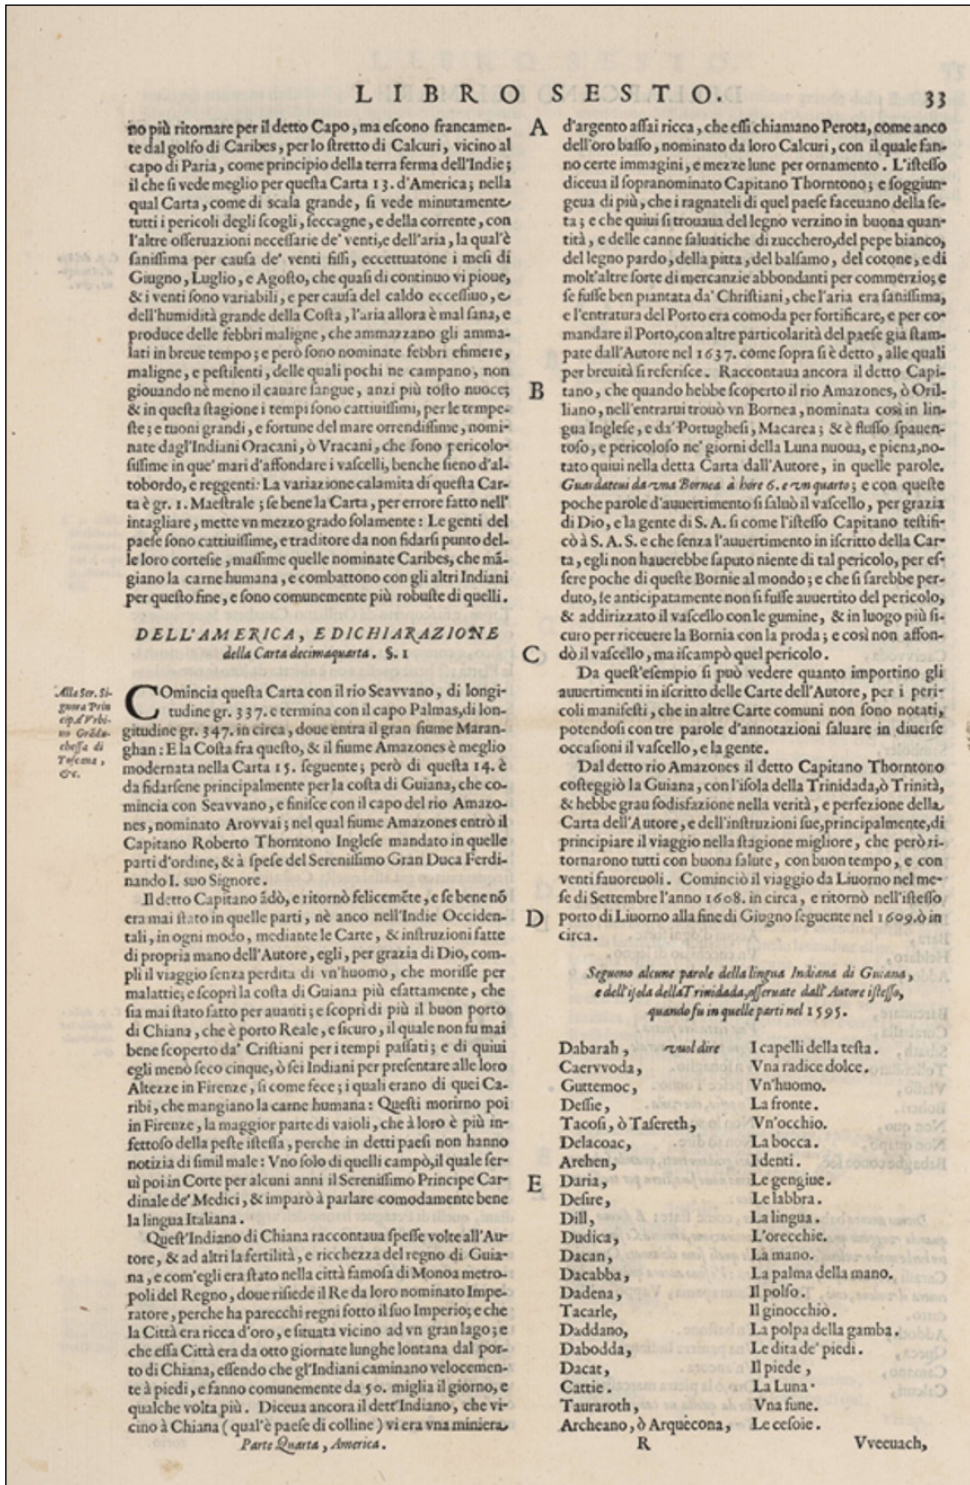 LIBRO SESTO. 33
no più ritornare per il detto Capo, ma eſcono francamen-
te dal golfo di Caribes, per lo ſtretto di Calcuri, vicino al
capo di Paria, come principio della terra ferma dell'Indie;
il che ſi vede meglio per queſta Carta 13. d'America; nella
qual Carta, come di scala grande, ſi vede minutamente
tutti i pericoli degli ſcogli, ſeccagne, e della corrente, con
l'altre oſſeruazioni neceſſarie de' venti, e dell'aria, la qual'è
ſaniſſima per cauſa de' venti fiſſi, eccettuatone i meſi di
Giugno, Luglio, e Agoſto, che quaſi di continuo vi pioue,
& i venti ſono variabili, e per cauſa del caldo ecceſſiuo, e
dell'humidità grande della Coſta, l'aria allora è mal ſana, e
produce delle febbri maligne, che ammazzano gli amma-
lati in breue tempo; e però ſono nominate febbri efimere,
maligne, e peſtilenti, delle quali pochi ne campano, non
giouando nè meno il cauare ſangue, anzi più toſto nuoce;
& in queſta ſtagione i tempi ſono cattiuiſſimi, per le tempe-
ſte; e tuoni grandi, e fortune del mare orrendiſſime, nomi-
nate dagl'Indiani Oracani, ò Vracani, che ſono pericolo-
ſiſſime in que' mari d'affondare i vaſcelli, benche ſieno d'al-
tobordo, e reggenti: La variazione calamita di queſta Car-
ta è gr. 1. Maeſtrale; ſe bene la Carta, per errore fatto nell'
intagliare, mette vn mezzo grado ſolamente: Le genti del
paeſe ſono cattiuiſſime, e traditore da non fidarſi punto del-
le loro corteſie, maſſime quelle nominate Caribes, che mã-
giano la carne humana, e combattono con gli altri Indiani
per queſto fine, e ſono comunemente più robuſte di quelli.
DELL'AMERICA, E DICHIARAZIONE
della Carta decimaquarta. §. 1
Alla Ser. Si-
gnora Prin
cip. d'Vrbi-
no Grãdu-
cheſſa di
Toſcana,
&c.
COmincia queſta Carta con il rio Seavvano, di longi-
tudine gr. 337. e termina con il capo Palmas, di lon-
gitudine gr. 347. in circa, doue entra il gran fiume Maran-
ghan: E la Coſta fra queſto, & il fiume Amazones è meglio
modernata nella Carta 15. ſeguente; però di queſta 14. è
da fidarſene principalmente per la coſta di Guiana, che co-
mincia con Seavvano, e finiſce con il capo del rio Amazo-
nes, nominato Arovvai; nel qual fiume Amazones entrò il
Capitano Roberto Thorntono Ingleſe mandato in quelle
parti d'ordine, & à ſpeſe del Sereniſſimo Gran Duca Ferdi-
nando I. suo Signore.
Il detto Capitano ãdò, e ritornò felicemẽte, e ſe bene nõ
era mai ſtato in quelle parti, nè anco nell'Indie Occiden-
tali, in ogni modo, mediante le Carte, & inſtruzioni fatte
di propria mano dell'Autore, egli, per grazia di Dio, com-
plì il viaggio ſenza perdita di vn'huomo, che moriſſe per
malattie; e ſcoprì la coſta di Guiana più eſattamente, che
ſia mai ſtato fatto per auanti; e ſcoprì di più il buon porto
di Chiana, che è porto Reale, e ſicuro, il quale non fu mai
bene ſcoperto da' Criſtiani per i tempi paſſati; e di quiui
egli menò ſeco cinque, ò ſei Indiani per preſentare alle loro
Altezze in Firenze, ſi come fece; i quali erano di quei Ca-
ribi, che mangiano la carne humana: Queſti morirno poi
in Firenze, la maggior parte di vaioli, che à loro è più in-
fettoſo della peſte iſteſſa, perche in detti paeſi non hanno
notizia di ſimil male: Vno ſolo di quelli campò, il quale ſer-
uì poi in Corte per alcuni anni il Sereniſſimo Principe Car-
dinale de' Medici, & imparò à parlare comodamente bene
la lingua Italiana.
Queſt'Indiano di Chiana raccontaua ſpeſſe volte all'Au-
tore, & ad altri la fertilità, e ricchezza del regno di Guia-
na, e com'egli era ſtato nella città famoſa di Monoa metro-
poli del Regno, doue riſiede il Re da loro nominato Impe-
ratore, perche ha parecchi regni ſotto il ſuo Imperio; e che
la Città era ricca d'oro, e ſituata vicino ad vn gran lago; e
che eſſa Città era da otto giornate lunghe lontana dal por-
to di Chiana, eſſendo che gl'Indiani caminano velocemen-
te à piedi, e fanno comunemente da 50. miglia il giorno, e
qualche volta più. Diceua ancora il dett'Indiano, che vi-
cino à Chiana (qual'è paeſe di colline) vi era vna miniera
Parte Quarta, America.
A
B
C
D
E
d'argento aſſai ricca, che eſſi chiamano Perota, come anco
dell'oro baſſo, nominato da loro Calcuri, con il quale fan-
no certe immagini, e mezze lune per ornamento. L'iſteſſo
diceua il ſopranominato Capitano Thorntono; e ſoggiun-
geua di più, che i ragnateli di quel paeſe faceuano della ſe-
ta; e che quiui ſi trouaua del legno verzino in buona quan-
tità, e delle canne ſaluatiche di zucchero, del pepe bianco,
del legno pardo, della pitta, del balſamo, del cotone, e di
molt'altre ſorte di mercanzie abbondanti per commerzio; e
ſe fuſſe ben piantata da' Chriſtiani, che l'aria era ſaniſſima,
e l'entratura del Porto era comoda per fortificare, e per co-
mandare il Porto, con altre particolarità del paeſe già ſtam-
pate dall'Autore nel 1637. come ſopra ſi è detto, alle quali
per breuità ſi referiſce. Raccontaua ancora il detto Capi-
tano, che quando hebbe ſcoperto il rio Amazones, ò Oril-
liano, nell'entrarui trouò vn Bornea, nominata così in lin-
gua Ingleſe, e da' Portugheſi, Macarea; & è fluſſo ſpauen-
toſo, e pericoloſo ne' giorni della Luna nuoua, e piena, no-
tato quiui nella detta Carta dall'Autore, in quelle parole.
Guardateui da vna Bornea à hore 6. e vn quarto; e con queſte
poche parole d'auuertimento ſi ſaluò il vaſcello, per grazia
di Dio, e la gente di S. A. ſi come l'iſteſſo Capitano teſtifi-
cò à S. A. S. e che ſenza l'auuertimento in iſcritto della Car-
ta, egli non hauerebbe ſaputo niente di tal pericolo, per eſ-
ſere poche di queſte Bornie al mondo; e che ſi ſarebbe per-
duto, ſe anticipatamente non ſi fuſſe auuertito del pericolo,
& addirizzato il vaſcello con le gumine, & in luogo più ſi-
curo per riceuere la Bornia con la proda; e così non affon-
dò il vaſcello, ma iſcampò quel pericolo.
Da queſt'eſempio ſi può vedere quanto importino gli
auuertimenti in iſcritto delle Carte dell'Autore, per i peri-
coli manifeſti, che in altre Carte comuni non ſono notati,
potendoſi con tre parole d'annotazioni ſaluare in diuerſe
occaſioni il vaſcello, e la gente.
Dal detto rio Amazones il detto Capitano Thorntono
coſteggiò la Guiana, con l'iſola della Trinidada, ò Trinità,
& hebbe grau ſodisfazione nella verità, e perfezione della
Carta dell'Autore, e dell'inſtruzioni ſue, principalmente, di
principiare il viaggio nella ſtagione migliore, che però ri-
tornarono tutti con buona ſalute, con buon tempo, e con
venti fauoreuoli. Cominciò il viaggio da Liuorno nel me-
ſe di Settembre l'anno 1608. in circa, e ritornò nell'iſteſſo
porto di Liuorno alla fine di Giugno ſeguente nel 1609. ò in
circa.
Seguono alcune parole della lingua Indiana di Guiana,
e dell'iſola della Trinidada, oſſeruate dall'Autore iſteſſo,
quando fu in quelle parti nel 1595.
Dabarah, vuol dire I capelli della teſta.
Caervvoda, Vna radice dolce.
Guttemoc, Vn'huomo.
Deſſie, La fronte.
Tacoſi, ò Taſereth, Vn'occhio.
Delacoac, La bocca.
Arehen, I denti.
Daria, Le gengiue.
Deſire, Le labbra.
Dill, La lingua.
Dudica, L'orecchie.
Dacan, La mano.
Dacabba, La palma della mano.
Dadena, Il polſo.
Tacarle, Il ginocchio.
Daddano, La polpa della gamba.
Dabodda, Le dita de' piedi.
Dacat, Il piede,
Cattie. La Luna.
Tauraroth, Vna fune.
Archeano, ò Arquècona, Le ceſoie.
R Vveeuach,